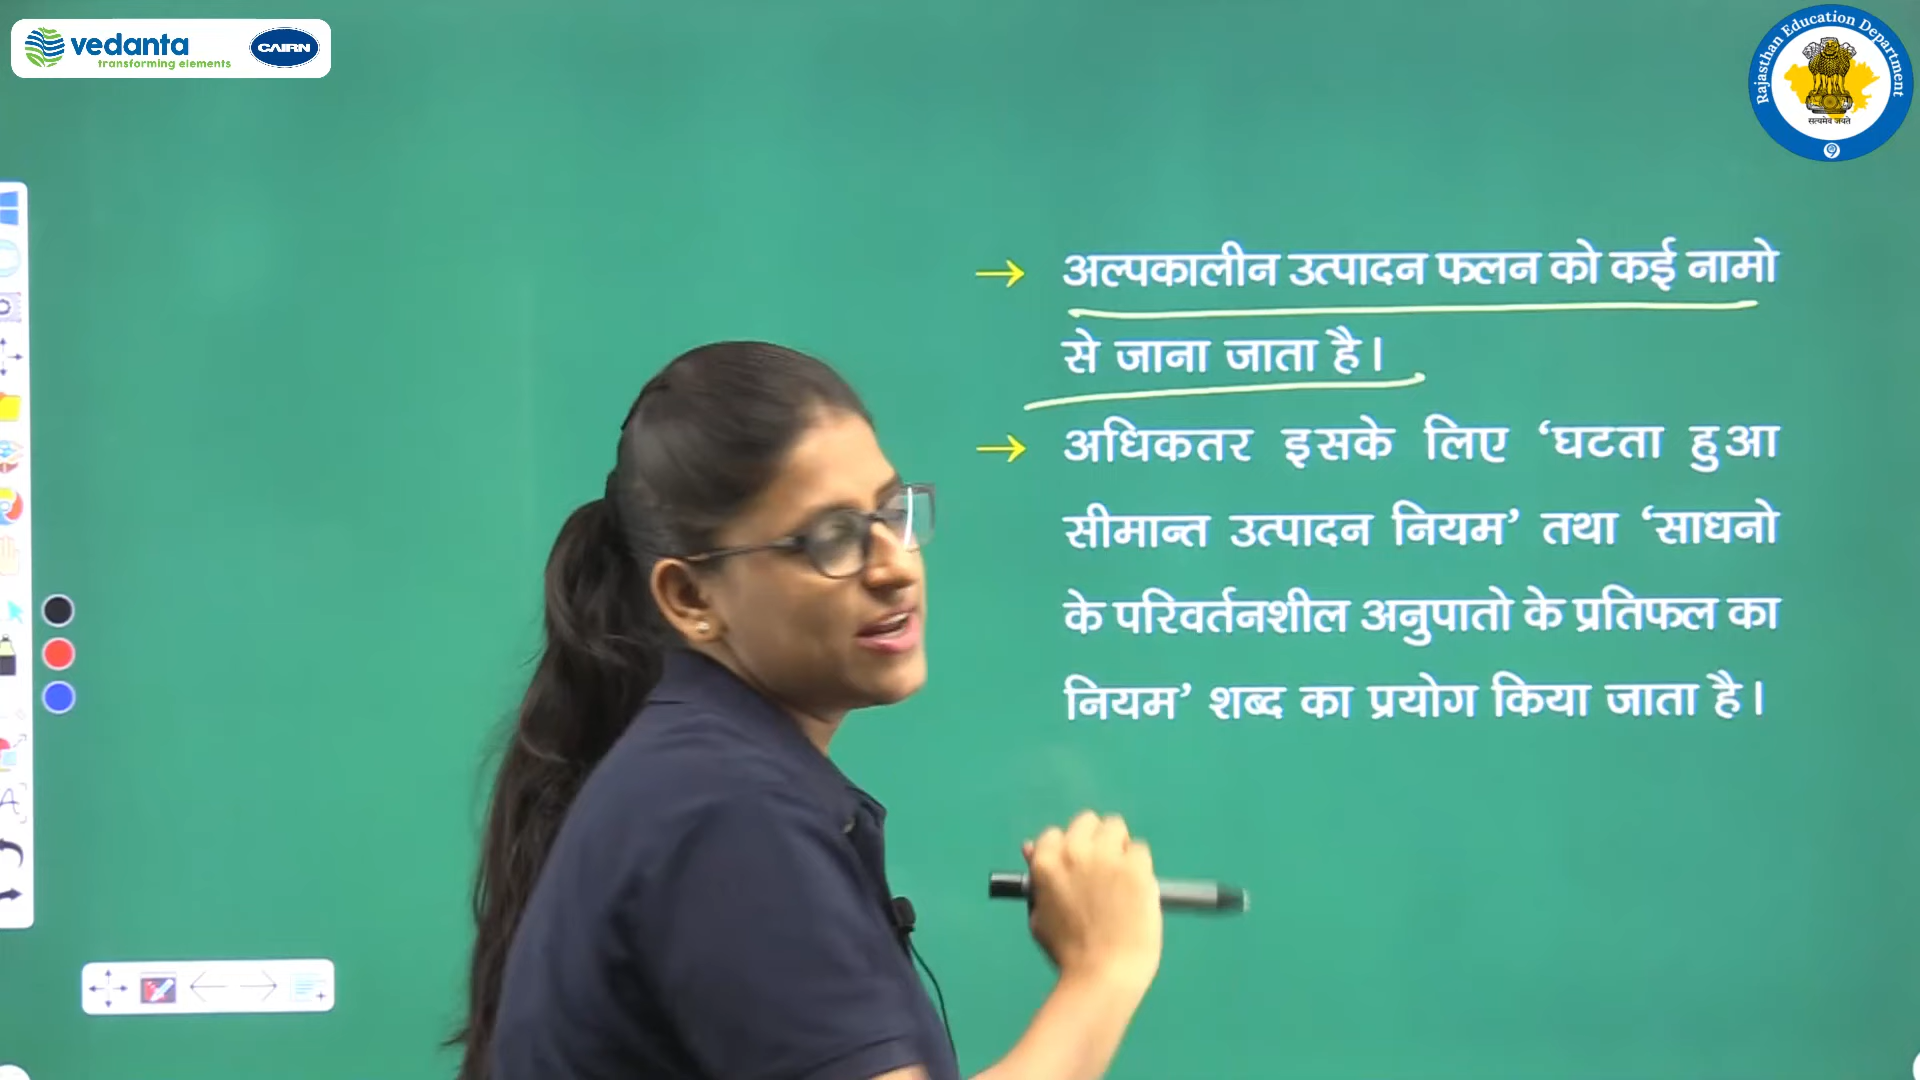 vedanta
transforming elements
CAIRN
Rajasthan Education Department
सत्यमेव जयते
→ अल्पकालीन उत्पादन फलन को कई नामो
से जाना जाता है।
→ अधिकतर इसके लिए ‘घटता हुआ
सीमान्त उत्पादन नियम’ तथा ‘साधनो
के परिवर्तनशील अनुपातो के प्रतिफल का
नियम’ शब्द का प्रयोग किया जाता है।